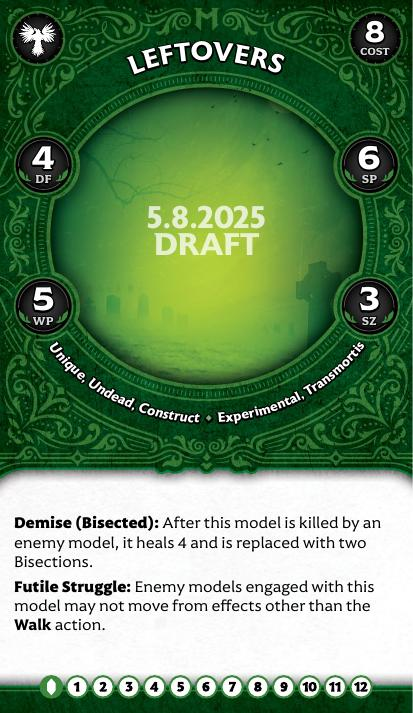 8
COST
LEFTOVERS
4
DF
6
SP
5.8.2025
DRAFT
5
WP
3
SZ
Unique, Undead, Construct • Experimental, Transmortis
Demise (Bisected): After this model is killed by an
enemy model, it heals 4 and is replaced with two
Bisections.
Futile Struggle: Enemy models engaged with this
model may not move from effects other than the
Walk action.
1 2 3 4 5 6 7 8 9 10 11 12